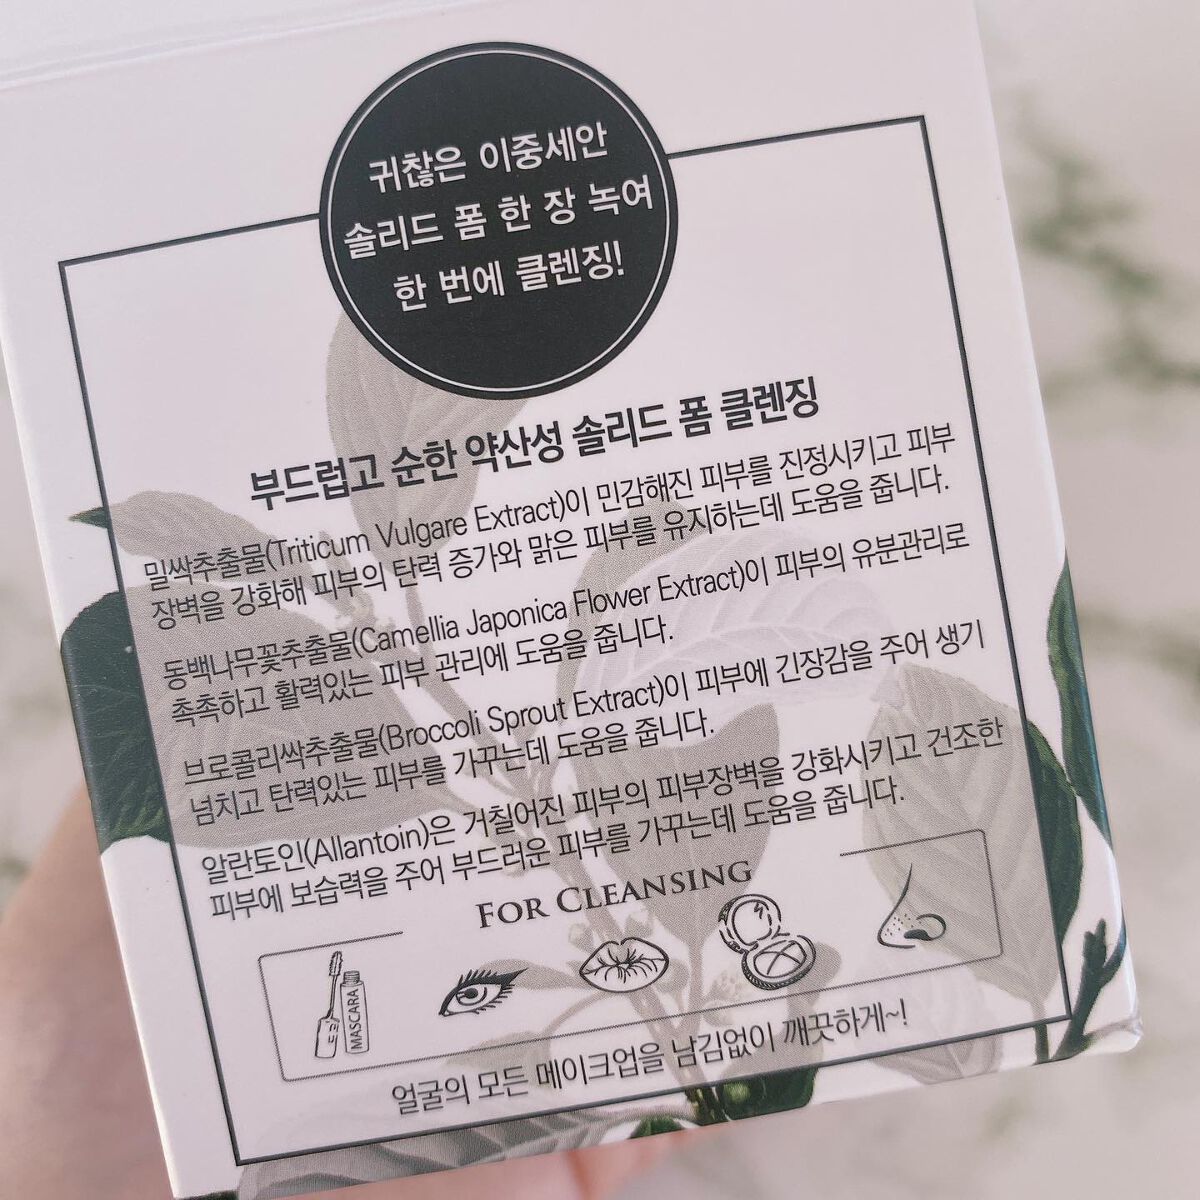 귀찮은 이중세안
솔리드 폼 한 장 녹여
한 번에 클렌징!
부드럽고 순한 약산성 솔리드 폼 클렌징
밀싹추출물(Triticum Vulgare Extract)이 민감해진 피부를 진정시키고 피부
장벽을 강화해 피부의 탄력 증가와 맑은 피부를 유지하는데 도움을 줍니다.
동백나무꽃추출물(Camellia Japonica Flower Extract)이 피부의 유분관리로
촉촉하고 활력있는 피부 관리에 도움을 줍니다.
브로콜리싹추출물(Broccoli Sprout Extract)이 피부에 긴장감을 주어 생기
넘치고 탄력있는 피부를 가꾸는데 도움을 줍니다.
알란토인(Allantoin)은 거칠어진 피부의 피부장벽을 강화시키고 건조한
피부에 보습력을 주어 부드러운 피부를 가꾸는데 도움을 줍니다.
FOR CLEANSING
MASCARA
얼굴의 모든 메이크업을 남김없이 깨끗하게~!